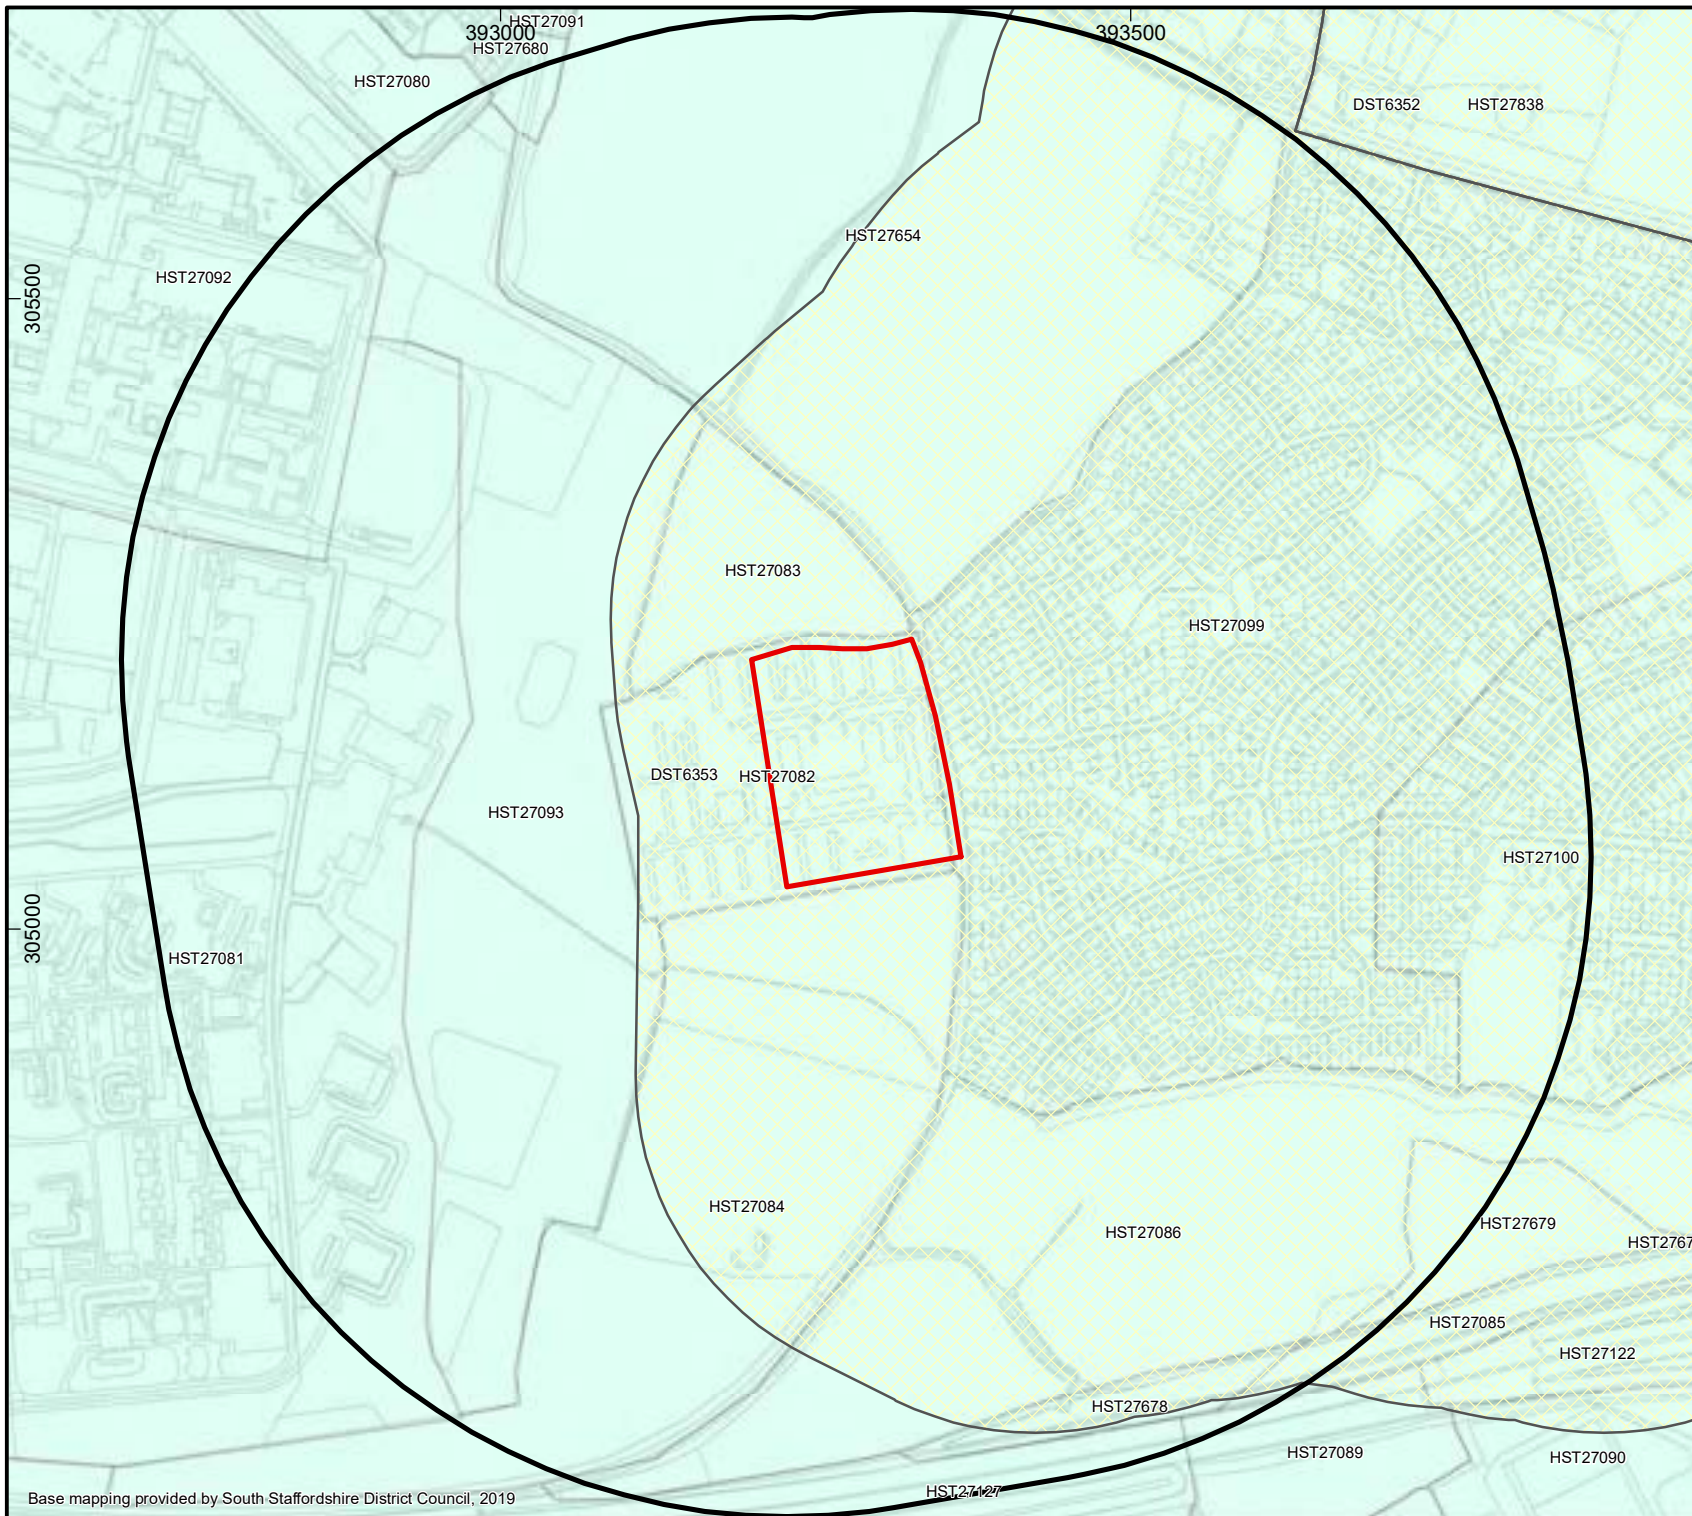 HST27091
393000
393500
HST27680
HST27080
DST6352
HST27838
HST27654
HST27092
305500
HST27083
HST27099
DST6353
HST27082
HST27093
HST27100
305000
HST27081
HST27084
HST27679
HST27086
HST2767
HST27085
HST27122
HST27678
HST27089
HST27090
HST27127
Base mapping provided by South Staffordshire District Council, 2019